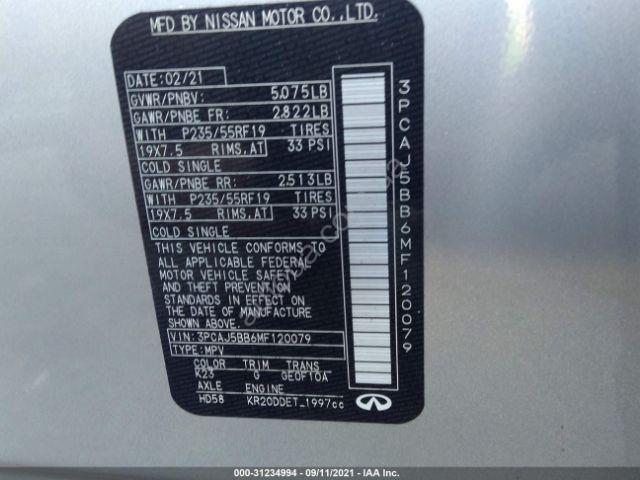 MFD BY NISSAN MOTOR CO.,LTD.
DATE:02/21
GVWR/PNBV: 5.075LB
GAWR/PNBE FR: 2.822LB
WITH P235/55RF19 TIRES
19X7.5 RIMS,AT 33 PSI
COLD SINGLE
GAWR/PNBE RR: 2.513LB
WITH P235/55RF19 TIRES
19X7.5 RIMS,AT 33 PSI
COLD SINGLE
THIS VEHICLE CONFORMS TO
ALL APPLICABLE FEDERAL
MOTOR VEHICLE SAFETY
AND THEFT PREVENTION
STANDARDS IN EFFECT ON
THE DATE OF MANUFACTURE
SHOWN ABOVE.
VIN:3PCAJ5BB6MF120079
TYPE:MPV
COLOR TRIM TRANS
K23 G GE0F10A
AXLE ENGINE
HD58 KR20DDET_1997cc
3PCAJ5BB6MF120079
000-31234994 - 09/11/2021 - IAA Inc.